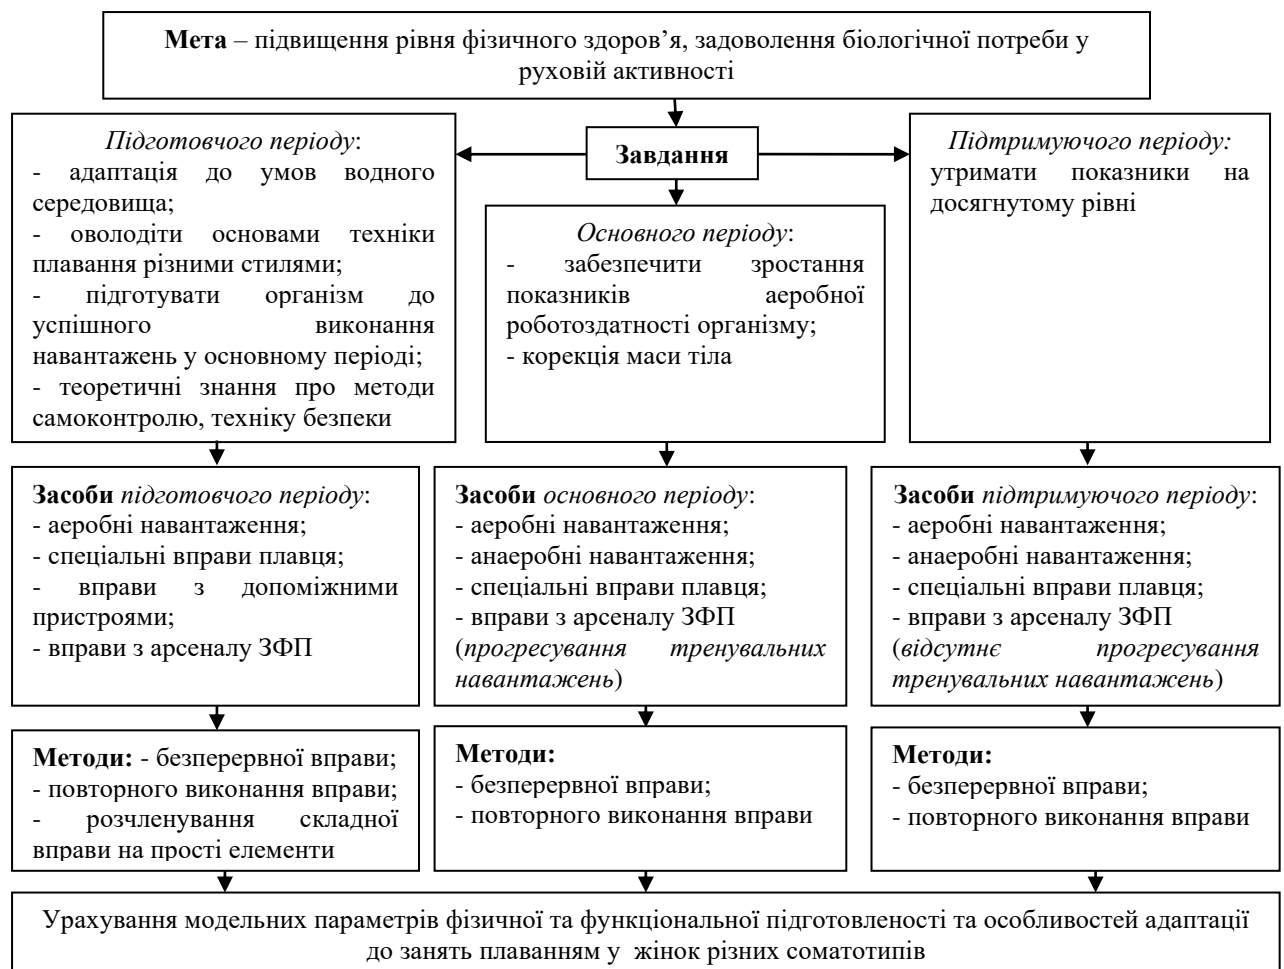 Мета – підвищення рівня фізичного здоров’я, задоволення біологічної потреби у
руховій активності
Завдання
Підготовчого періоду:
- адаптація до умов водного
середовища;
- оволодіти основами техніки
плавання різними стилями;
- підготувати організм до
успішного виконання
навантажень у основному періоді;
- теоретичні знання про методи
самоконтролю, техніку безпеки
Основного періоду:
- забезпечити зростання
показників аеробної
роботоздатності організму;
- корекція маси тіла
Підтримуючого періоду:
утримати показники на
досягнутому рівні
Засоби підготовчого періоду:
- аеробні навантаження;
- спеціальні вправи плавця;
- вправи з допоміжними
пристроями;
- вправи з арсеналу ЗФП
Засоби основного періоду:
- аеробні навантаження;
- анаеробні навантаження;
- спеціальні вправи плавця;
- вправи з арсеналу ЗФП
(прогресування тренувальних
навантажень)
Засоби підтримуючого періоду:
- аеробні навантаження;
- анаеробні навантаження;
- спеціальні вправи плавця;
- вправи з арсеналу ЗФП
(відсутнє прогресування
тренувальних навантажень)
Методи: - безперервної вправи;
- повторного виконання вправи;
- розчленування складної
вправи на прості елементи
Методи:
- безперервної вправи;
- повторного виконання вправи
Методи:
- безперервної вправи;
- повторного виконання вправи
Урахування модельних параметрів фізичної та функціональної підготовленості та особливостей адаптації
до занять плаванням у жінок різних соматотипів